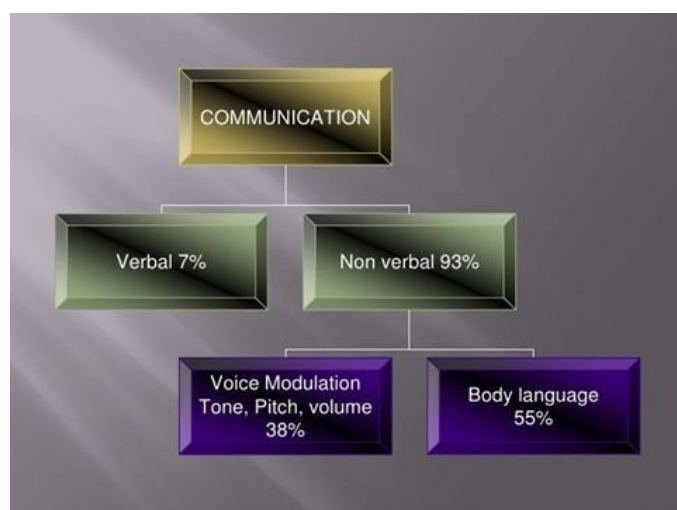 COMMUNICATION
Verbal 7%
Non verbal 93%
Voice Modulation
Tone, Pitch, volume
38%
Body language
55%